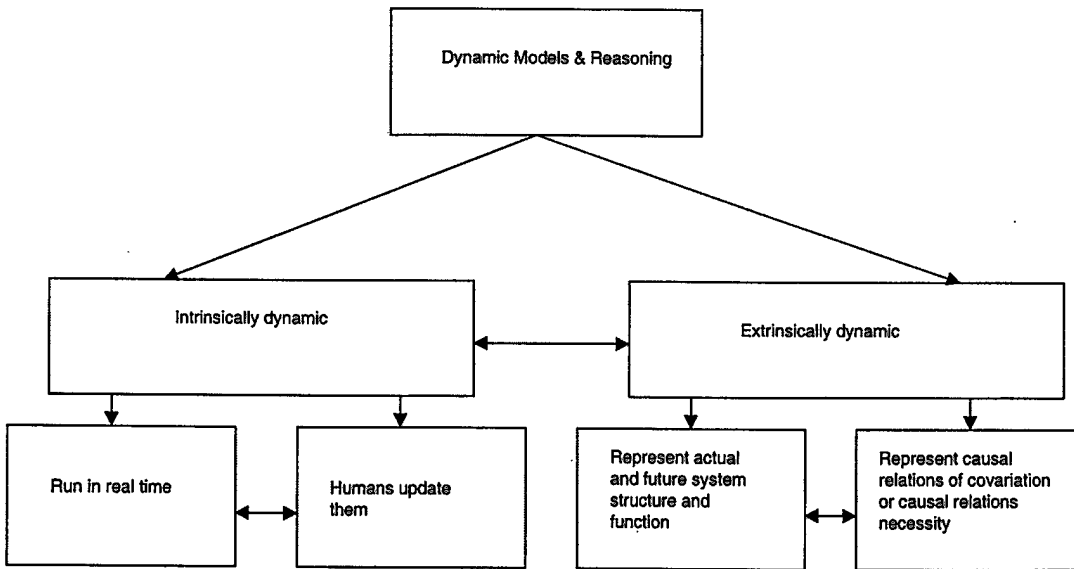 Dynamic Models & Reasoning
Intrinsically dynamic
Extrinsically dynamic
Run in real time
Humans update
them
Represent actual
and future system
structure and
function
Represent causal
relations of covariation
or causal relations
necessity